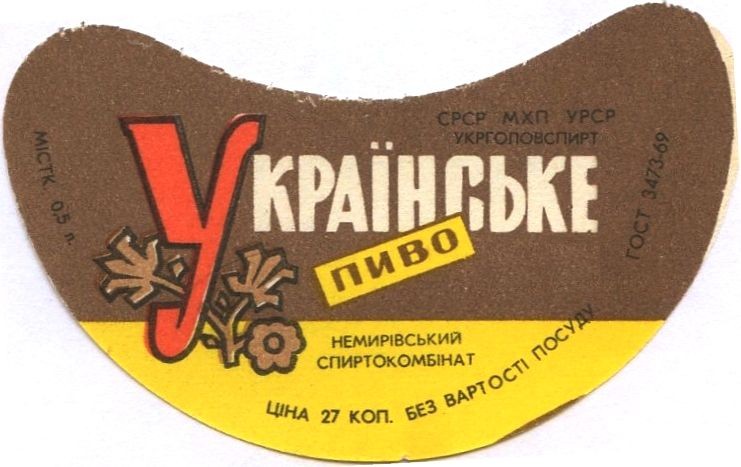 СРСР МХП УРСР
УКРГОЛОВСПИРТ
МІСТК. 0,5 л.
УКРАЇНСЬКЕ
ПИВО
ГОСТ 3473-69
НЕМИРІВСЬКИЙ
СПИРТОКОМБІНАТ
ЦІНА 27 КОП. БЕЗ ВАРТОСТІ ПОСУДУ